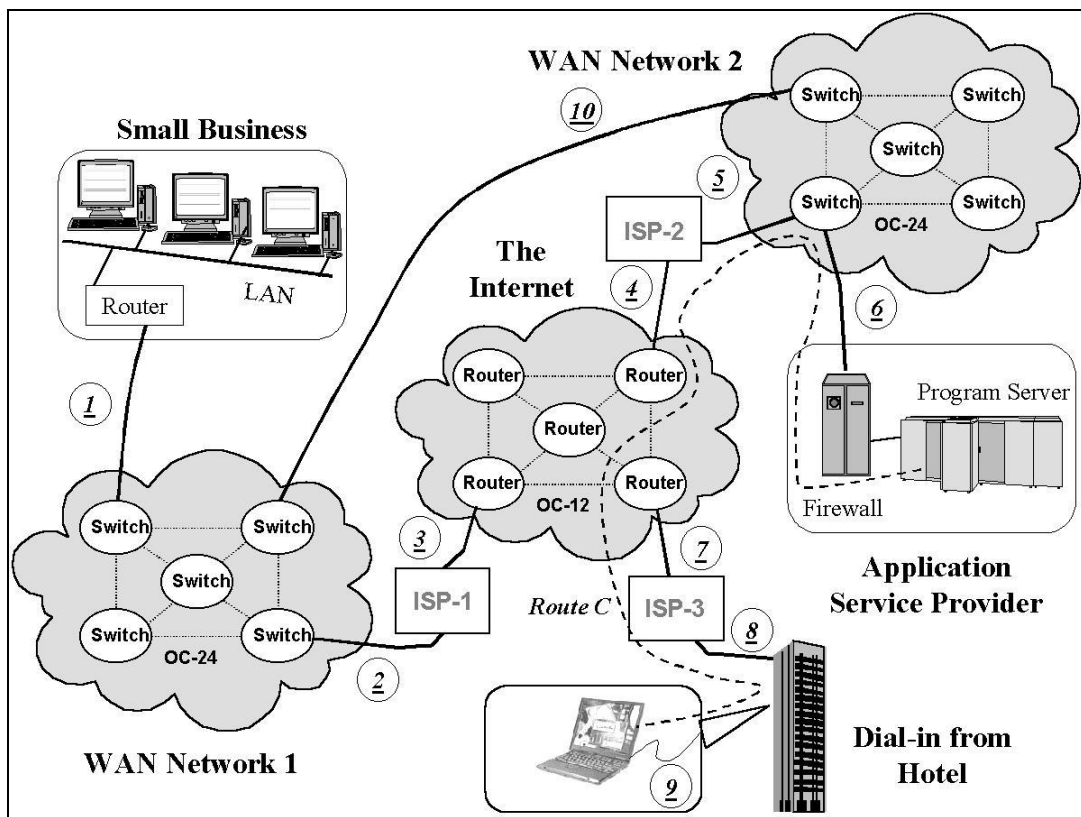 WAN Network 2
Switch
Switch
Switch
Switch
Switch
OC-24
10
Small Business
LAN
Router
5
ISP-2
4
The
Internet
6
1
Router
Router
Router
Router
Router
OC-12
Program Server
Firewall
Switch
Switch
Switch
Switch
Switch
OC-24
3
7
ISP-1
Route C
ISP-3
8
Application
Service Provider
2
WAN Network 1
9
Dial-in from
Hotel